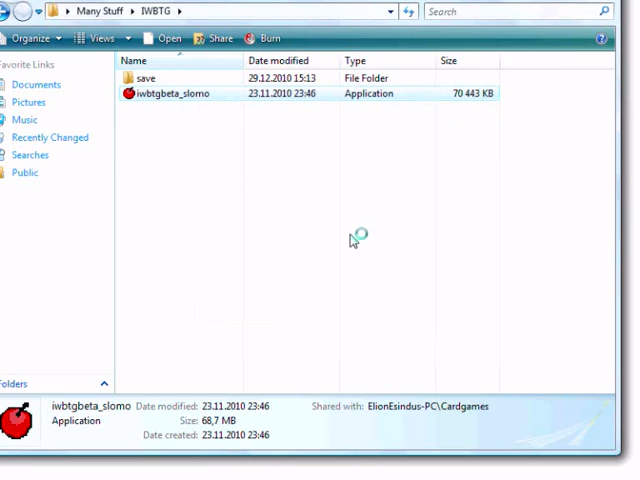 Many Stuff IWBTG Search
Organize Views Open Share Burn
Favorite Links
Documents
Pictures
Music
Recently Changed
Searches
Public
Folders
Name Date modified Type Size
save 29.12.2010 15:13 File Folder
iwbtgbeta_slomo 23.11.2010 23:46 Application 70 443 KB
iwbtgbeta_slomo Date modified: 23.11.2010 23:46 Shared with: ElionEsindus-PC\Cardgames
Application Size: 68,7 MB
Date created: 23.11.2010 23:46